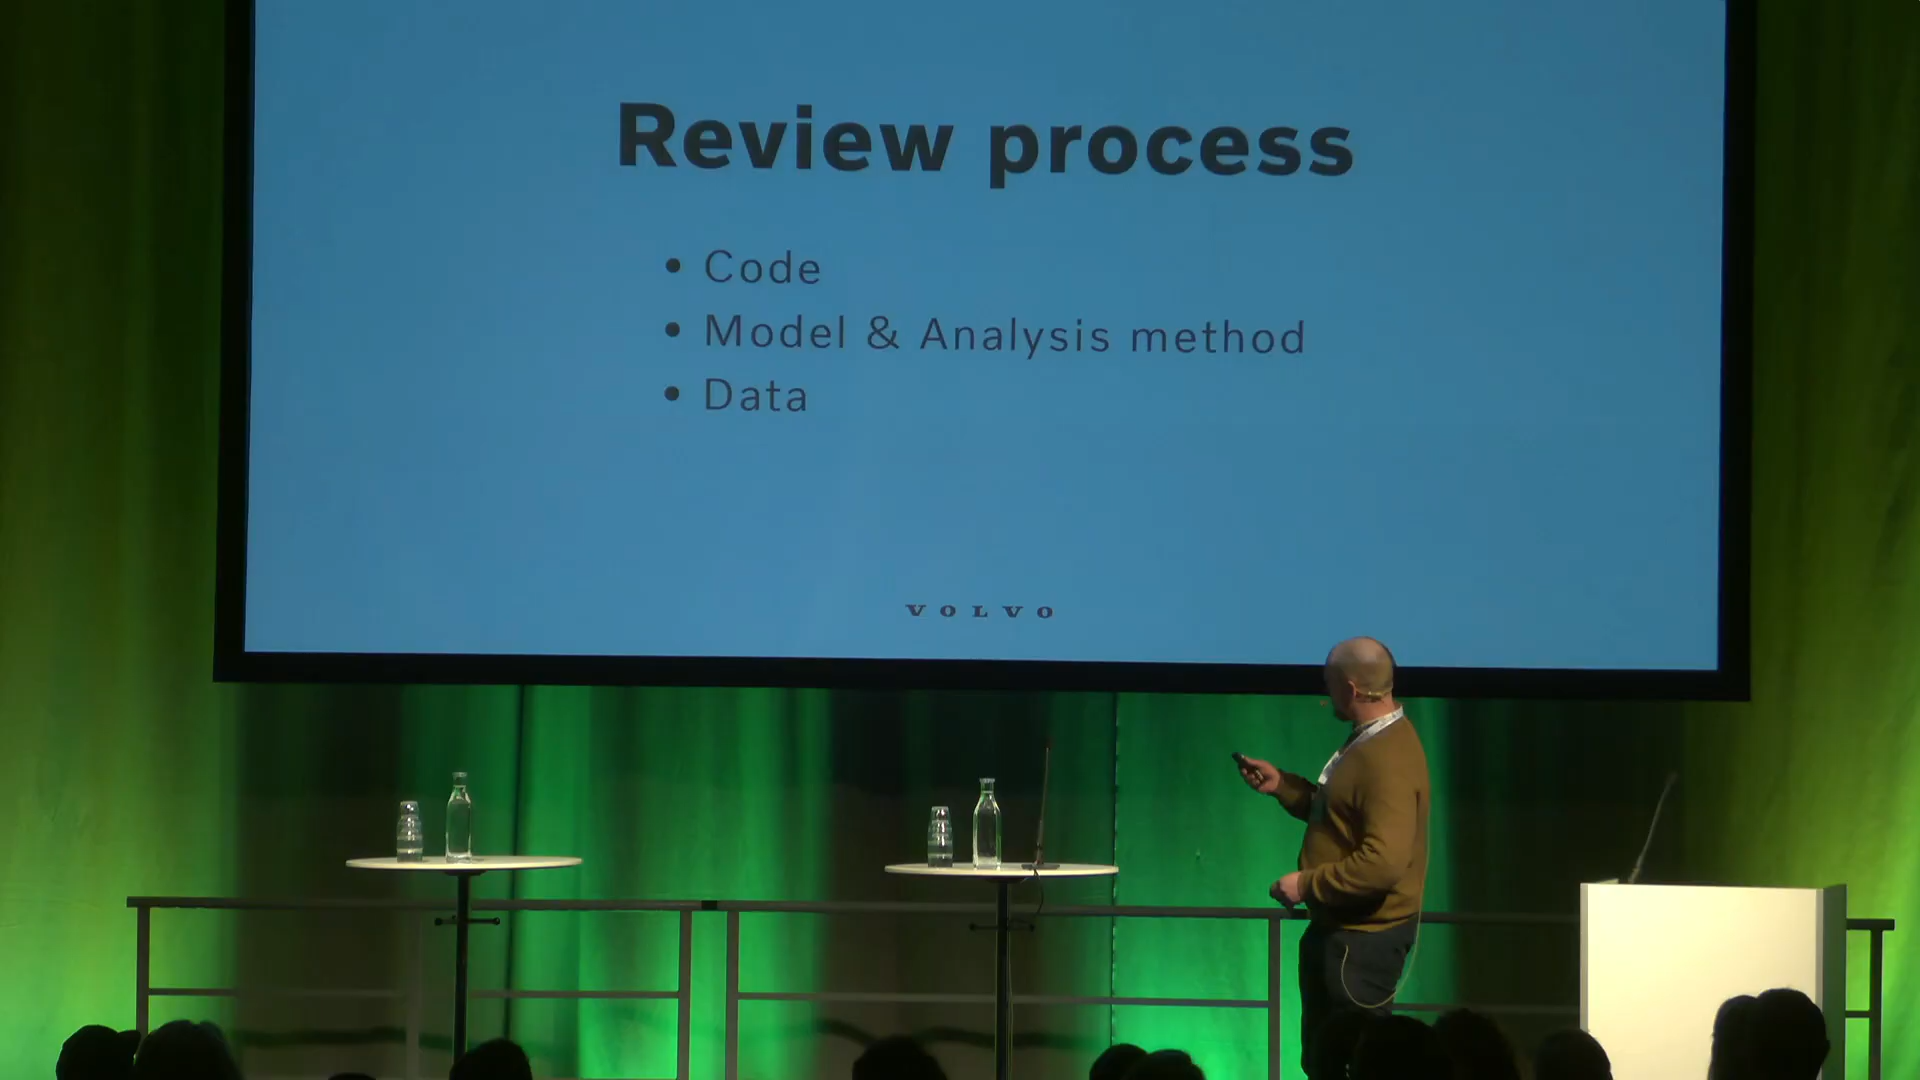 Review process
• Code
• Model & Analysis method
• Data
VOLVO